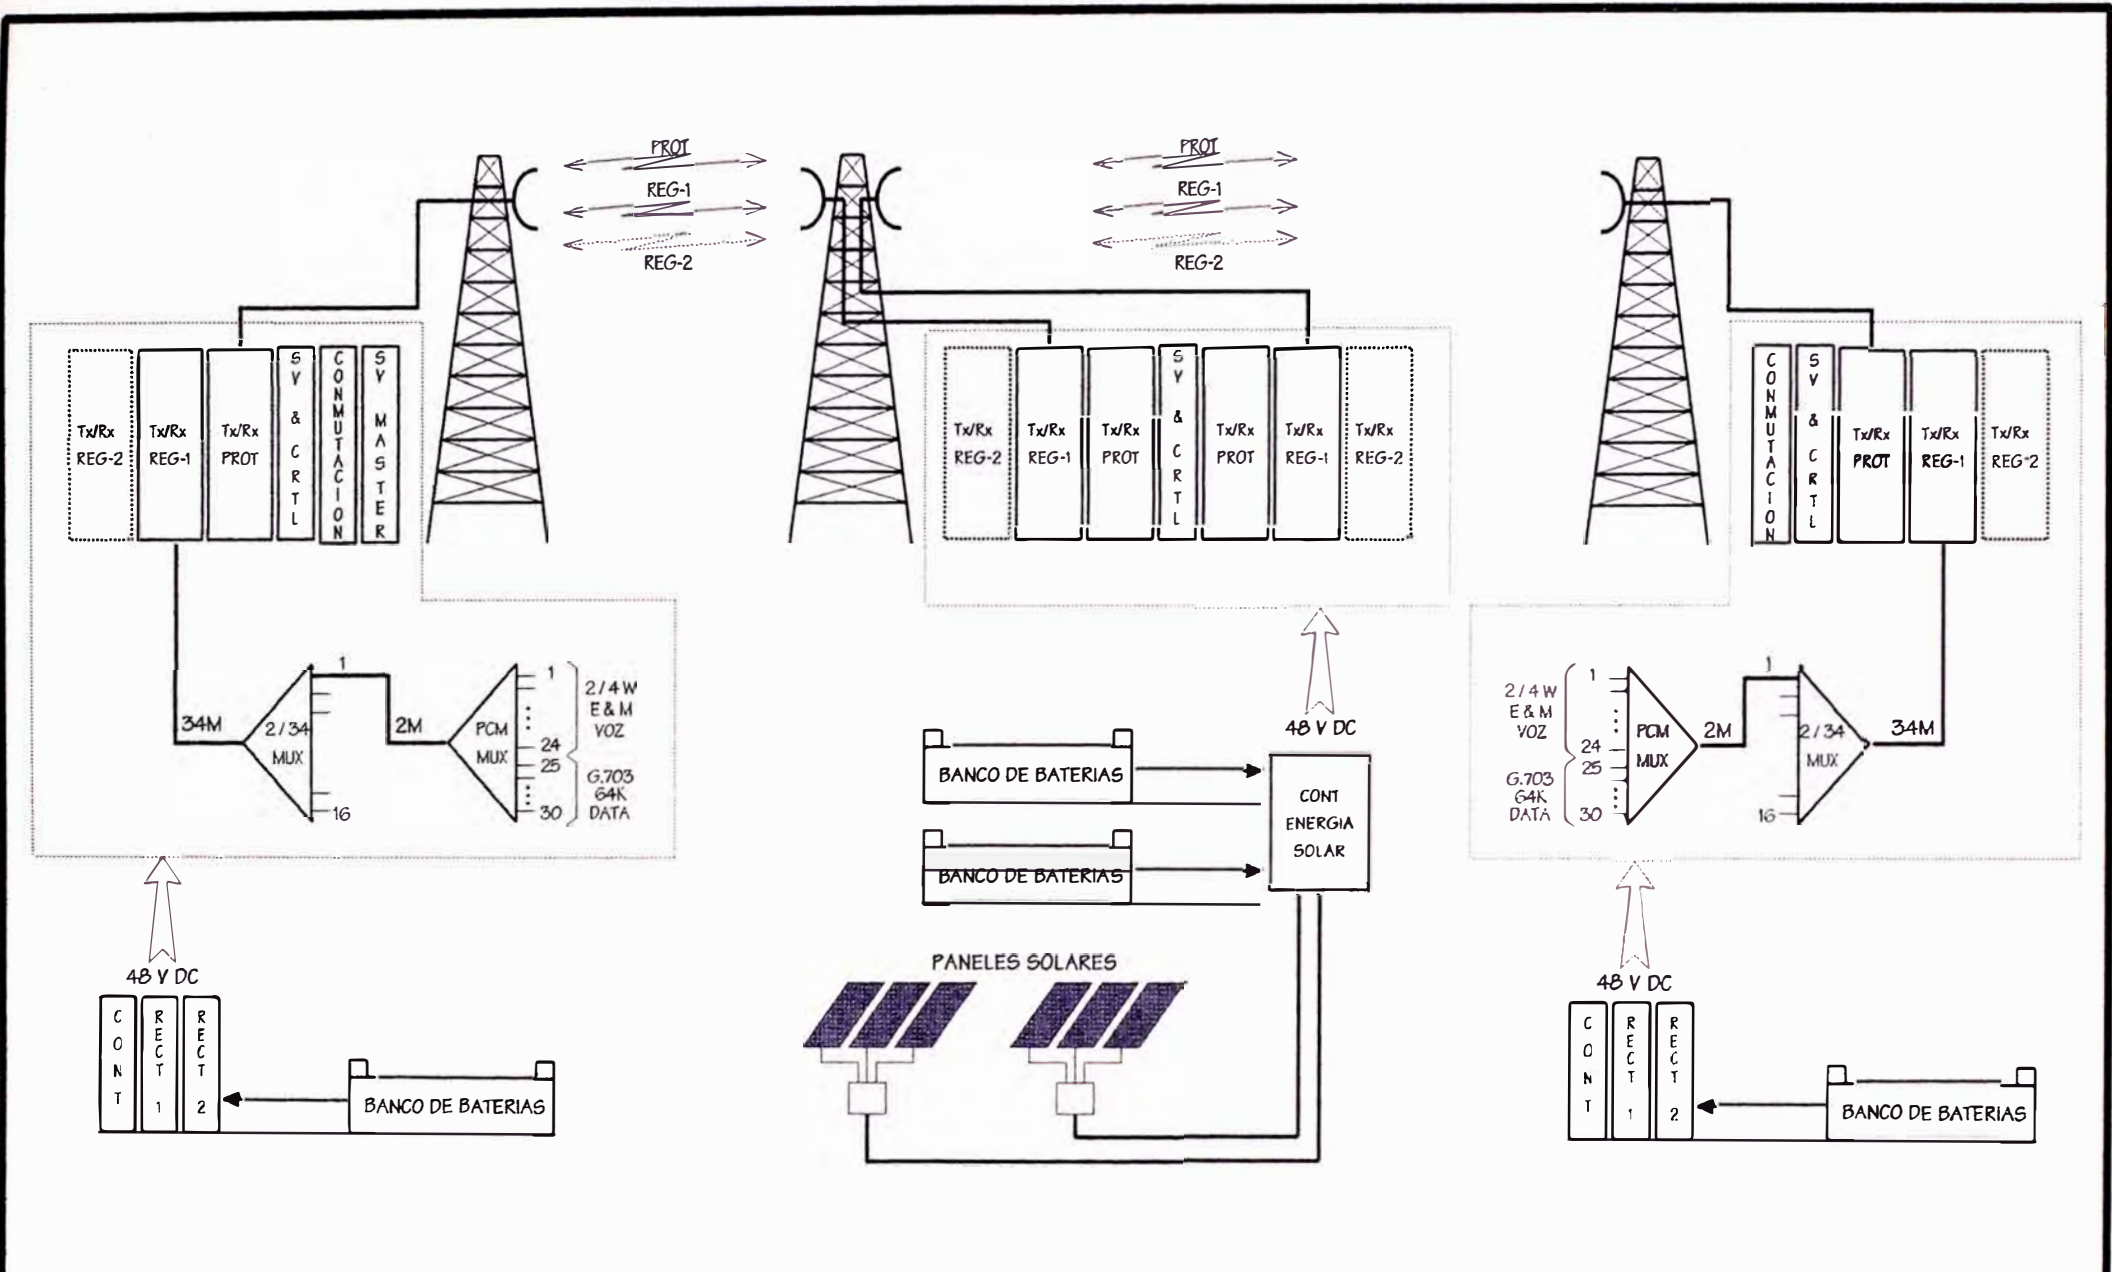 PROT
REG-1
REG-2
PROT
REG-1
REG-2
Tx/Rx
REG-2
Tx/Rx
REG-1
Tx/Rx
PROT
SV & CRTL
CONMUTACION
SV MASTER
Tx/Rx
REG-2
Tx/Rx
REG-1
Tx/Rx
PROT
SV & CRTL
Tx/Rx
PROT
Tx/Rx
REG-1
Tx/Rx
REG-2
CONMUTACION
SV & CRTL
Tx/Rx
PROT
Tx/Rx
REG-1
Tx/Rx
REG-2
34M
2/34
MUX
1
16
2M
PCM
MUX
1
24
25
30
2/4 W
E & M
VOZ
G.703
64K
DATA
48 V DC
CONT
RECT 1
RECT 2
BANCO DE BATERIAS
48 V DC
BANCO DE BATERIAS
BANCO DE BATERIAS
CONT
ENERGIA
SOLAR
PANELES SOLARES
2/4 W
E & M
VOZ
G.703
64K
DATA
1
24
25
30
PCM
MUX
2M
1
16
2/34
MUX
34M
48 V DC
CONT
RECT 1
RECT 2
BANCO DE BATERIAS